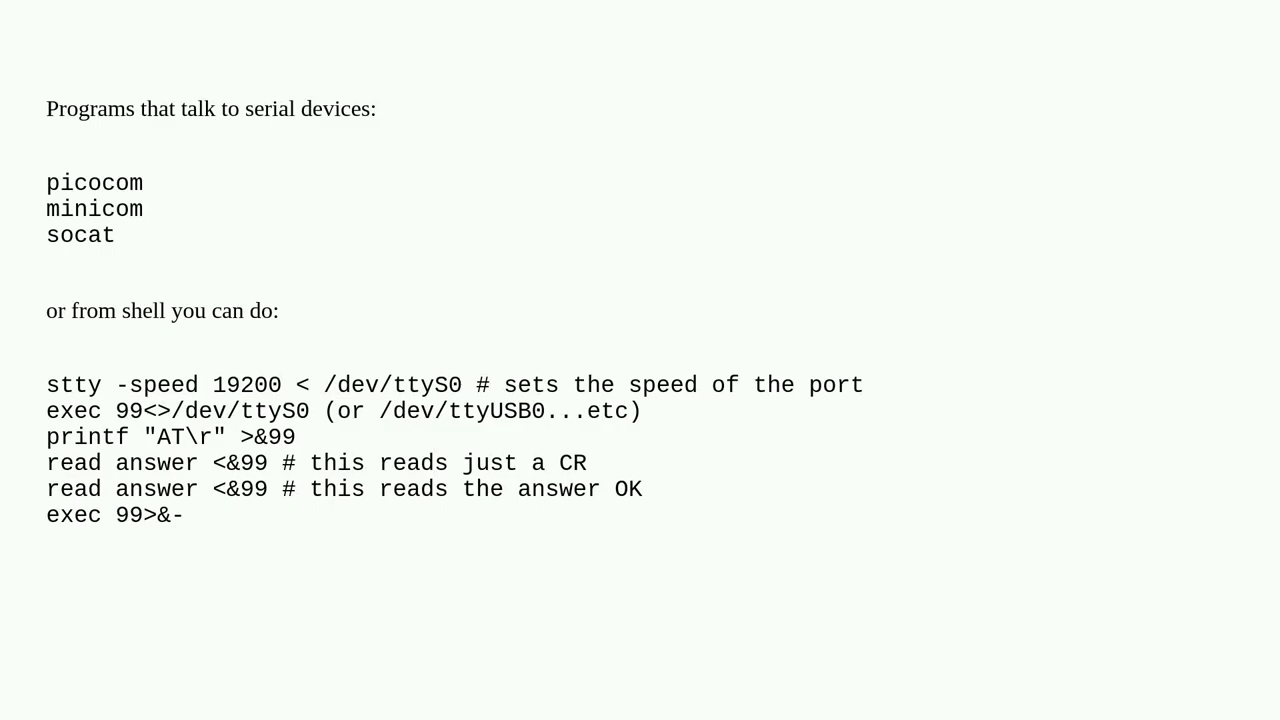 Programs that talk to serial devices:
picocom
minicom
socat
or from shell you can do:
stty -speed 19200 < /dev/ttyS0 # sets the speed of the port
exec 99<>/dev/ttyS0 (or /dev/ttyUSB0...etc)
printf "AT\r" >&99
read answer <&99 # this reads just a CR
read answer <&99 # this reads the answer OK
exec 99>&-